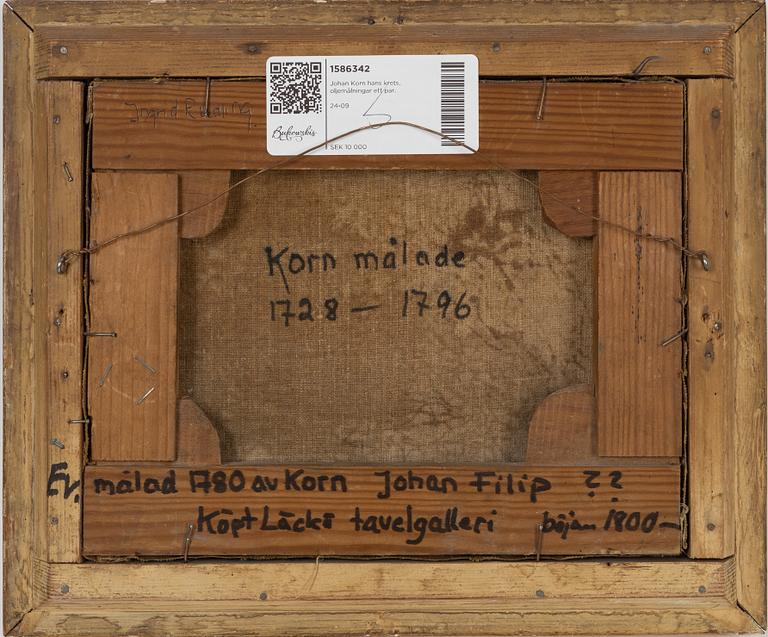 1586342
Johan Korn hans krets,
oljemålningar ett par.
24-09
Bukowskis
SEK 10 000
Ingrid
Korn målade
1728 — 1796
Ev. målad 1780 av Korn Johan Filip ??
Köpt Läckö tavelgalleri början 1800—